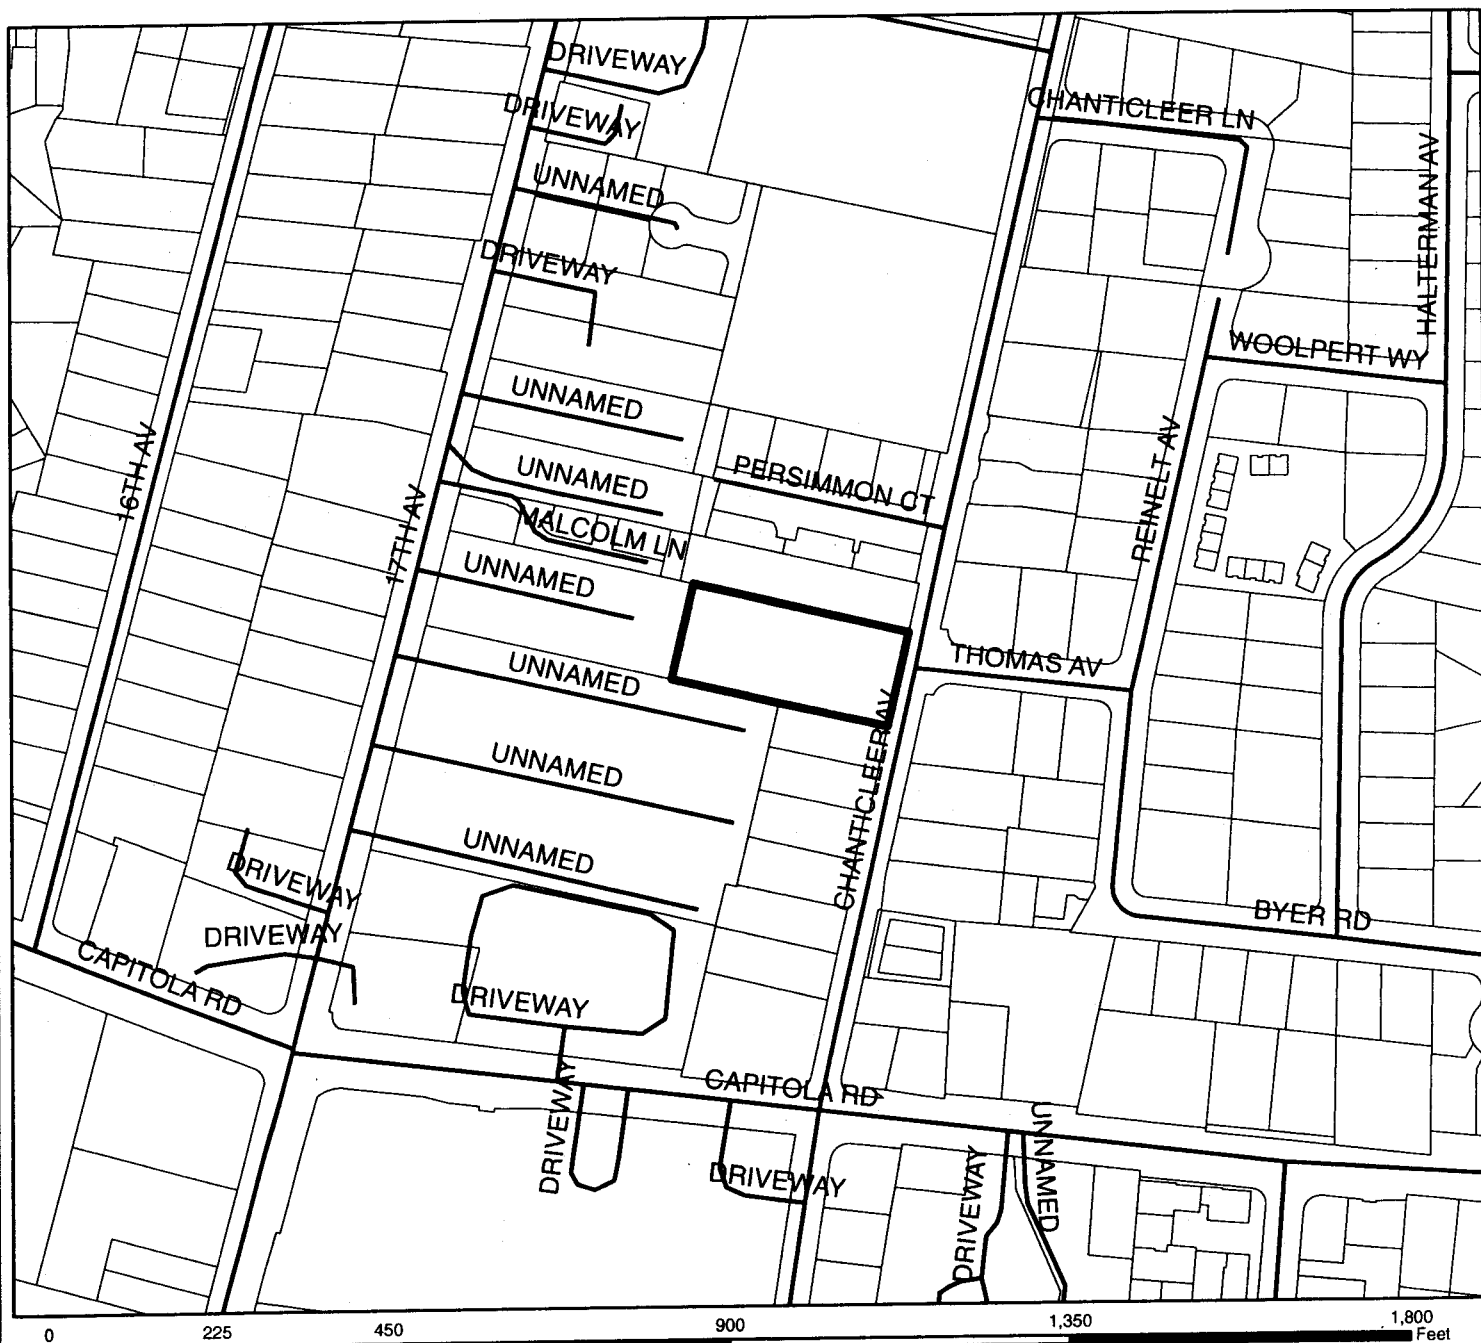 DRIVEWAY
DRIVEWAY
CHANTICLEER LN
UNNAMED
HALTERMAN AV
DRIVEWAY
WOOLPERT WY
UNNAMED
16TH AV
17TH AV
UNNAMED
PERSIMMON CT
REINELT AV
MALCOLM LN
UNNAMED
UNNAMED
THOMAS AV
UNNAMED
CHANTICLEER AV
UNNAMED
DRIVEWAY
DRIVEWAY
BYER RD
CAPITOLA RD
DRIVEWAY
CAPITOLA RD
DRIVEWAY
DRIVEWAY
UNNAMED
DRIVEWAY
0 225 450 900 1,350 1,800
Feet